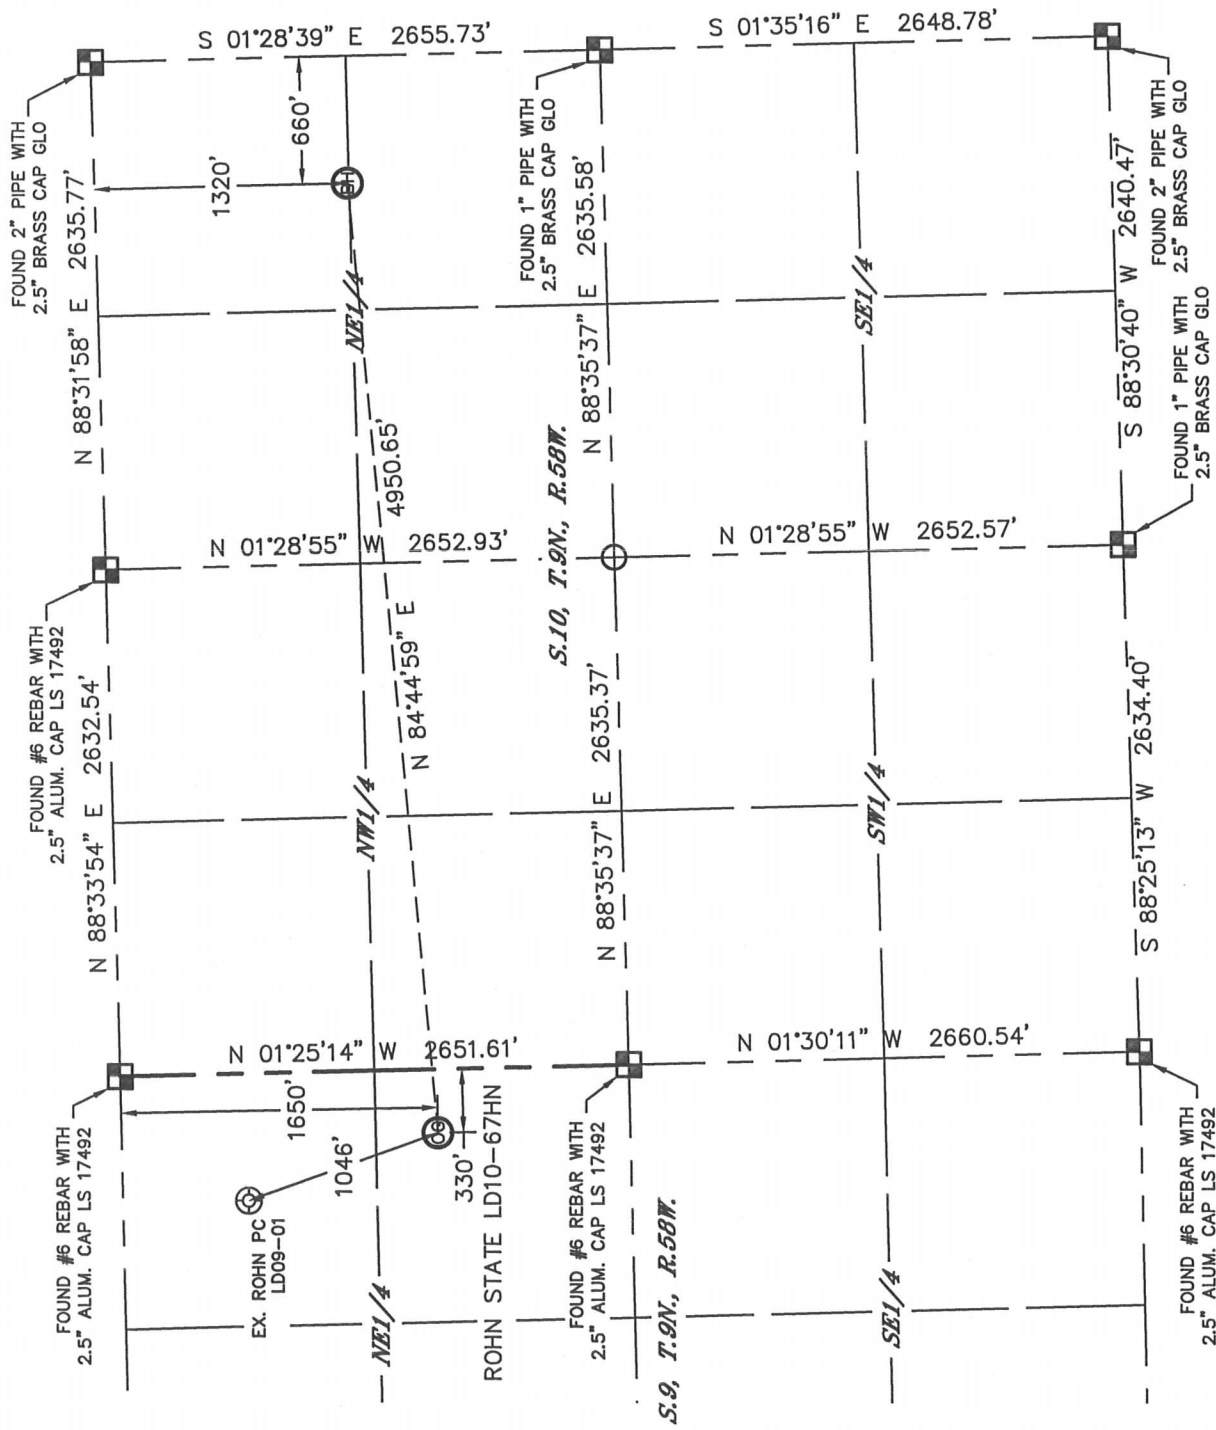 S 01°28'39" E 2655.73'
S 01°35'16" E 2648.78'
FOUND 2" PIPE WITH
2.5" BRASS CAP GLO
660'
1320'
BH
N 88°31'58" E 2635.77'
FOUND 1" PIPE WITH
2.5" BRASS CAP GLO
N 88°35'37" E 2635.58'
FOUND 2" PIPE WITH
2.5" BRASS CAP GLO
S 88°30'40" W 2640.47'
NE1/4
SE1/4
4950.65'
N 84°44'59" E
FOUND 1" PIPE WITH
2.5" BRASS CAP GLO
N 01°28'55" W 2652.93'
S.10, T.9N., R.58W.
N 01°28'55" W 2652.57'
FOUND #6 REBAR WITH
2.5" ALUM. CAP LS 17492
N 88°33'54" E 2632.54'
NW1/4
N 88°35'37" E 2635.37'
SW1/4
S 88°25'13" W 2634.40'
N 01°25'14" W 2651.61'
N 01°30'11" W 2660.54'
FOUND #6 REBAR WITH
2.5" ALUM. CAP LS 17492
1650'
1046'
OG
330'
EX. ROHN PC
LD09-01
ROHN STATE LD10-67HN
FOUND #6 REBAR WITH
2.5" ALUM. CAP LS 17492
FOUND #6 REBAR WITH
2.5" ALUM. CAP LS 17492
NE1/4
S.9, T.9N., R.58W.
SE1/4